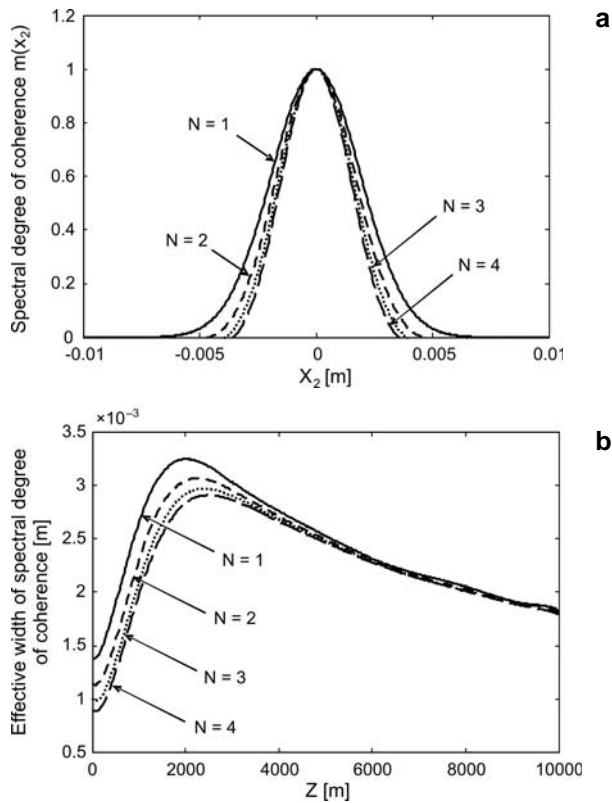 a
Spectral degree of coherence m(x₂)
1.2
1
0.8
0.6
0.4
0.2
0
N = 1
N = 2
N = 3
N = 4
-0.01
-0.005
0
0.005
0.01
X₂ [m]
b
×10⁻³
Effective width of spectral degree
of coherence [m]
3.5
3
2.5
2
1.5
1
0.5
N = 1
N = 2
N = 3
N = 4
0
2000
4000
6000
8000
10000
Z [m]